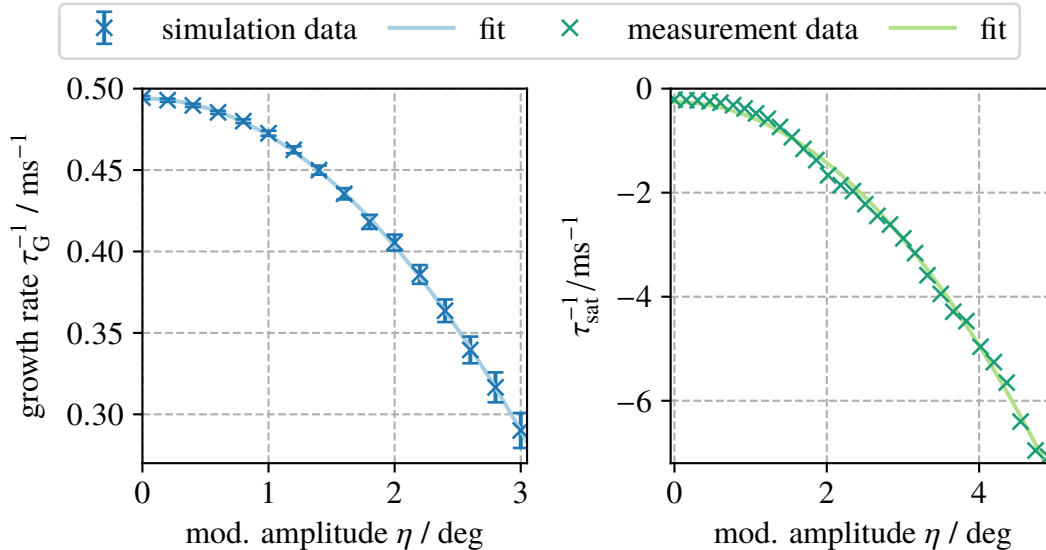 simulation data fit measurement data fit
growth rate τ_G^{-1} / ms^{-1}
0.50
0.45
0.40
0.35
0.30
0 1 2 3
mod. amplitude η / deg
τ_sat^{-1} / ms^{-1}
0
−2
−4
−6
0 2 4
mod. amplitude η / deg